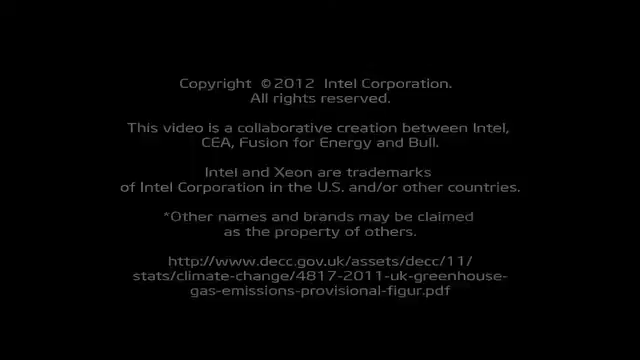 Copyright © 2012 Intel Corporation.
All rights reserved.
This video is a collaborative creation between Intel,
CEA, Fusion for Energy and Bull.
Intel and Xeon are trademarks
of Intel Corporation in the U.S. and/or other countries.
*Other names and brands may be claimed
as the property of others.
http://www.decc.gov.uk/assets/decc/11/
stats/climate-change/4817-2011-uk-greenhouse-
gas-emissions-provisional-figur.pdf